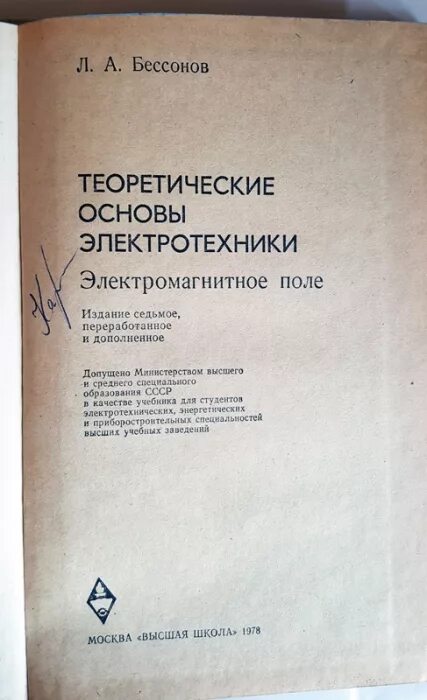 Л. А. Бессонов
ТЕОРЕТИЧЕСКИЕ
ОСНОВЫ
ЭЛЕКТРОТЕХНИКИ
Электромагнитное поле
Издание седьмое,
переработанное
и дополненное
Допущено Министерством высшего
и среднего специального
образования СССР
в качестве учебника для студентов
электротехнических, энергетических
и приборостроительных специальностей
высших учебных заведений
МОСКВА «ВЫСШАЯ ШКОЛА» 1978